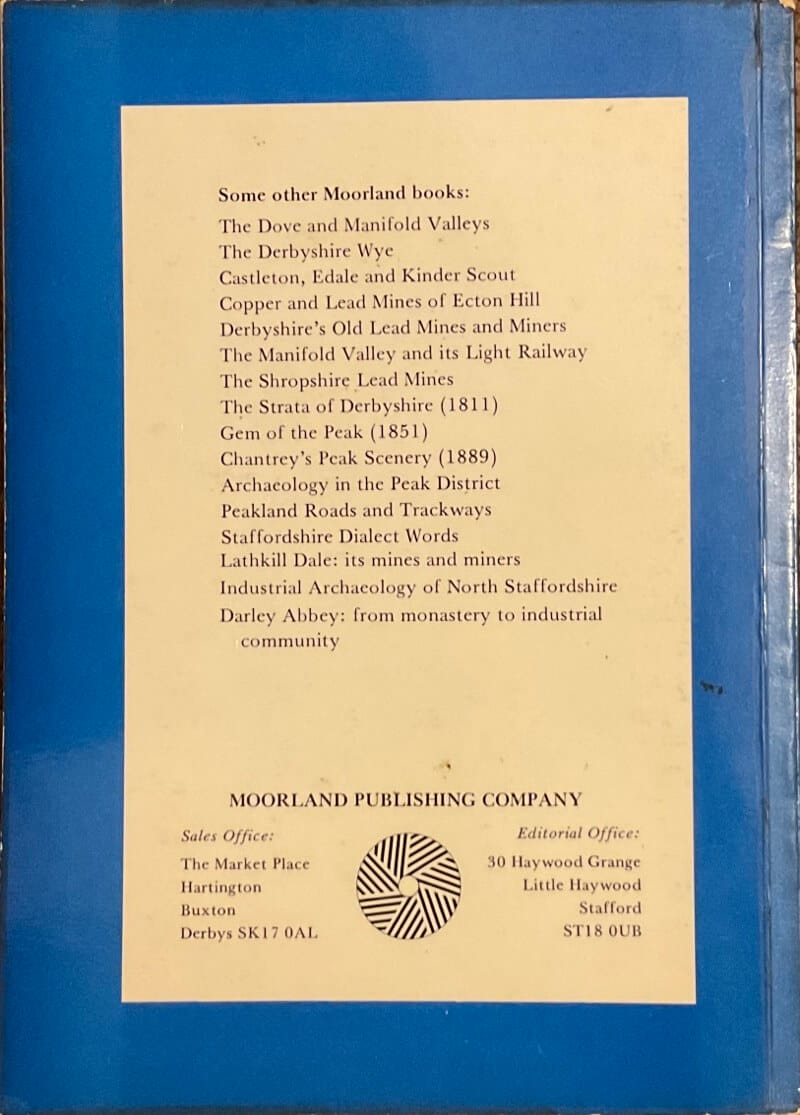 Some other Moorland books:
The Dove and Manifold Valleys
The Derbyshire Wye
Castleton, Edale and Kinder Scout
Copper and Lead Mines of Ecton Hill
Derbyshire's Old Lead Mines and Miners
The Manifold Valley and its Light Railway
The Shropshire Lead Mines
The Strata of Derbyshire (1811)
Gem of the Peak (1851)
Chantrey's Peak Scenery (1889)
Archaeology in the Peak District
Peakland Roads and Trackways
Staffordshire Dialect Words
Lathkill Dale: its mines and miners
Industrial Archaeology of North Staffordshire
Darley Abbey: from monastery to industrial
community
MOORLAND PUBLISHING COMPANY
Sales Office:
The Market Place
Hartington
Buxton
Derbys SK17 0AL
Editorial Office:
30 Haywood Grange
Little Haywood
Stafford
ST18 0UB